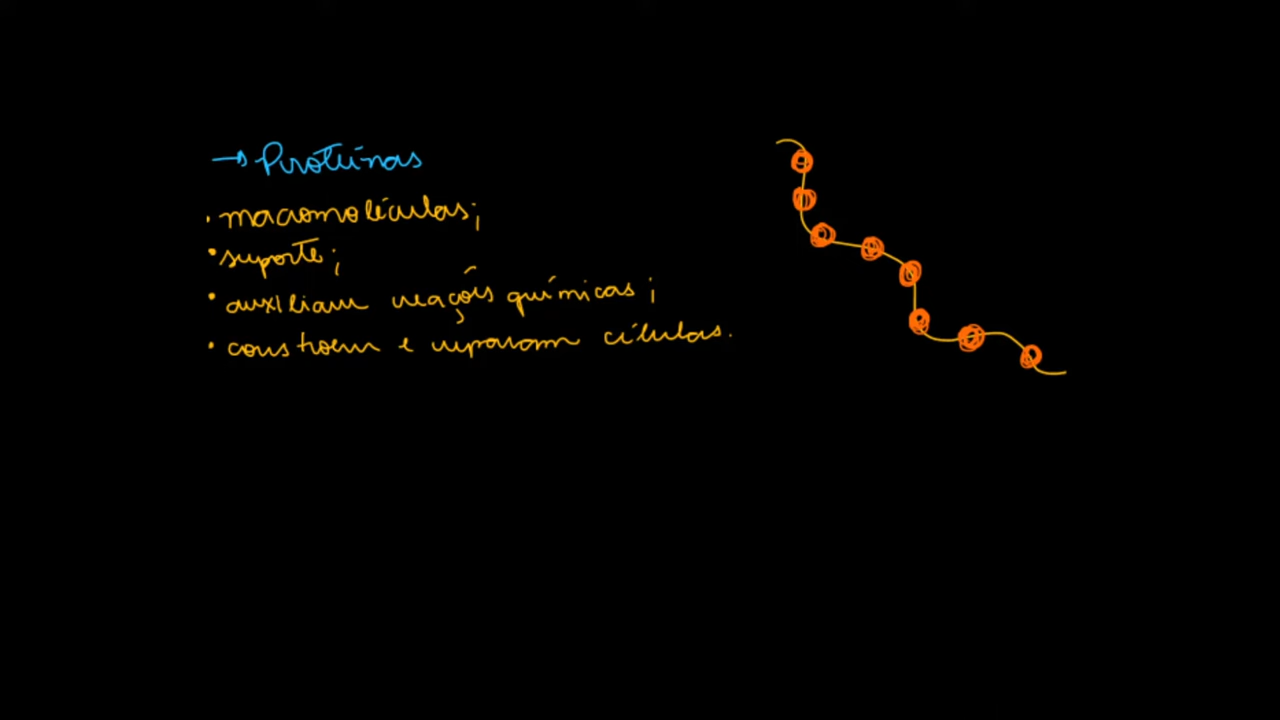 → Proteínas
· macromoléculas;
· suporte;
· auxiliam reações químicas;
· constroem e reparam células.